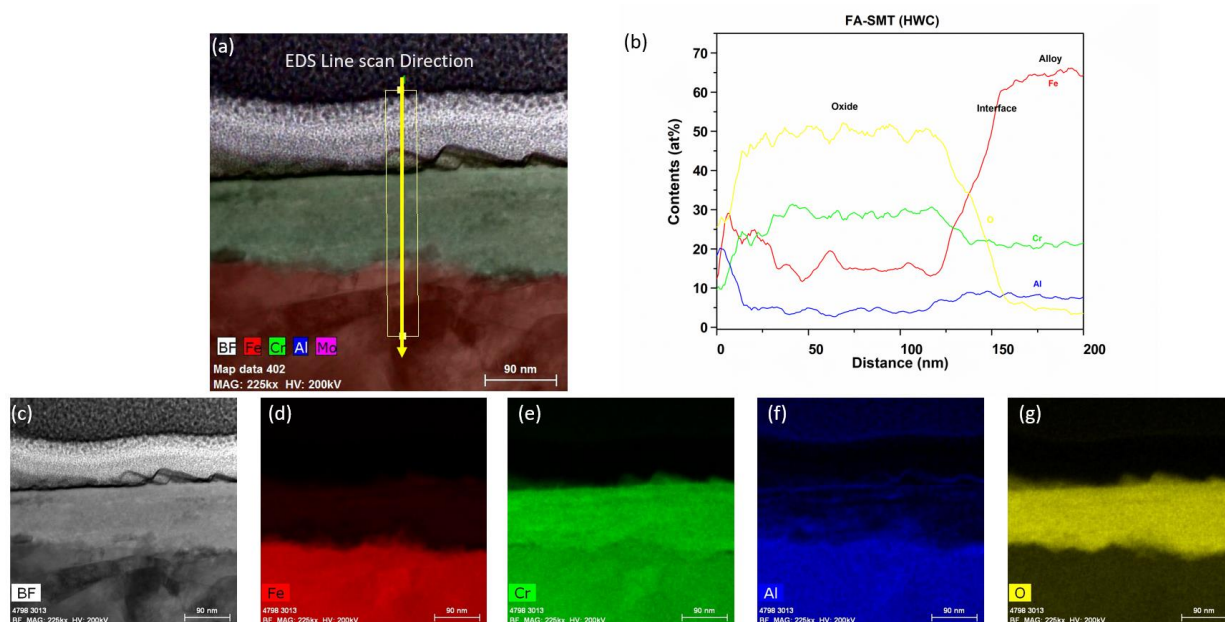 (a)
EDS Line scan Direction
BF Fe Cr Al Mo
Map data 402
MAG: 225kx HV: 200kV
90 nm
(b)
FA-SMT (HWC)
Contents (at%)
70
65
60
50
40
30
20
10
5
0
Oxide
Interface
Alloy
Fe
O
Cr
Al
0 50 100 150 200
Distance (nm)
(c)
BF
4798 3013
BF MAG: 225kx HV: 200kV
90 nm
(d)
Fe
4798 3013
BF MAG: 225kx HV: 200kV
90 nm
(e)
Cr
4798 3013
BF MAG: 225kx HV: 200kV
90 nm
(f)
Al
4798 3013
BF MAG: 225kx HV: 200kV
90 nm
(g)
O
4798 3013
BF MAG: 225kx HV: 200kV
90 nm